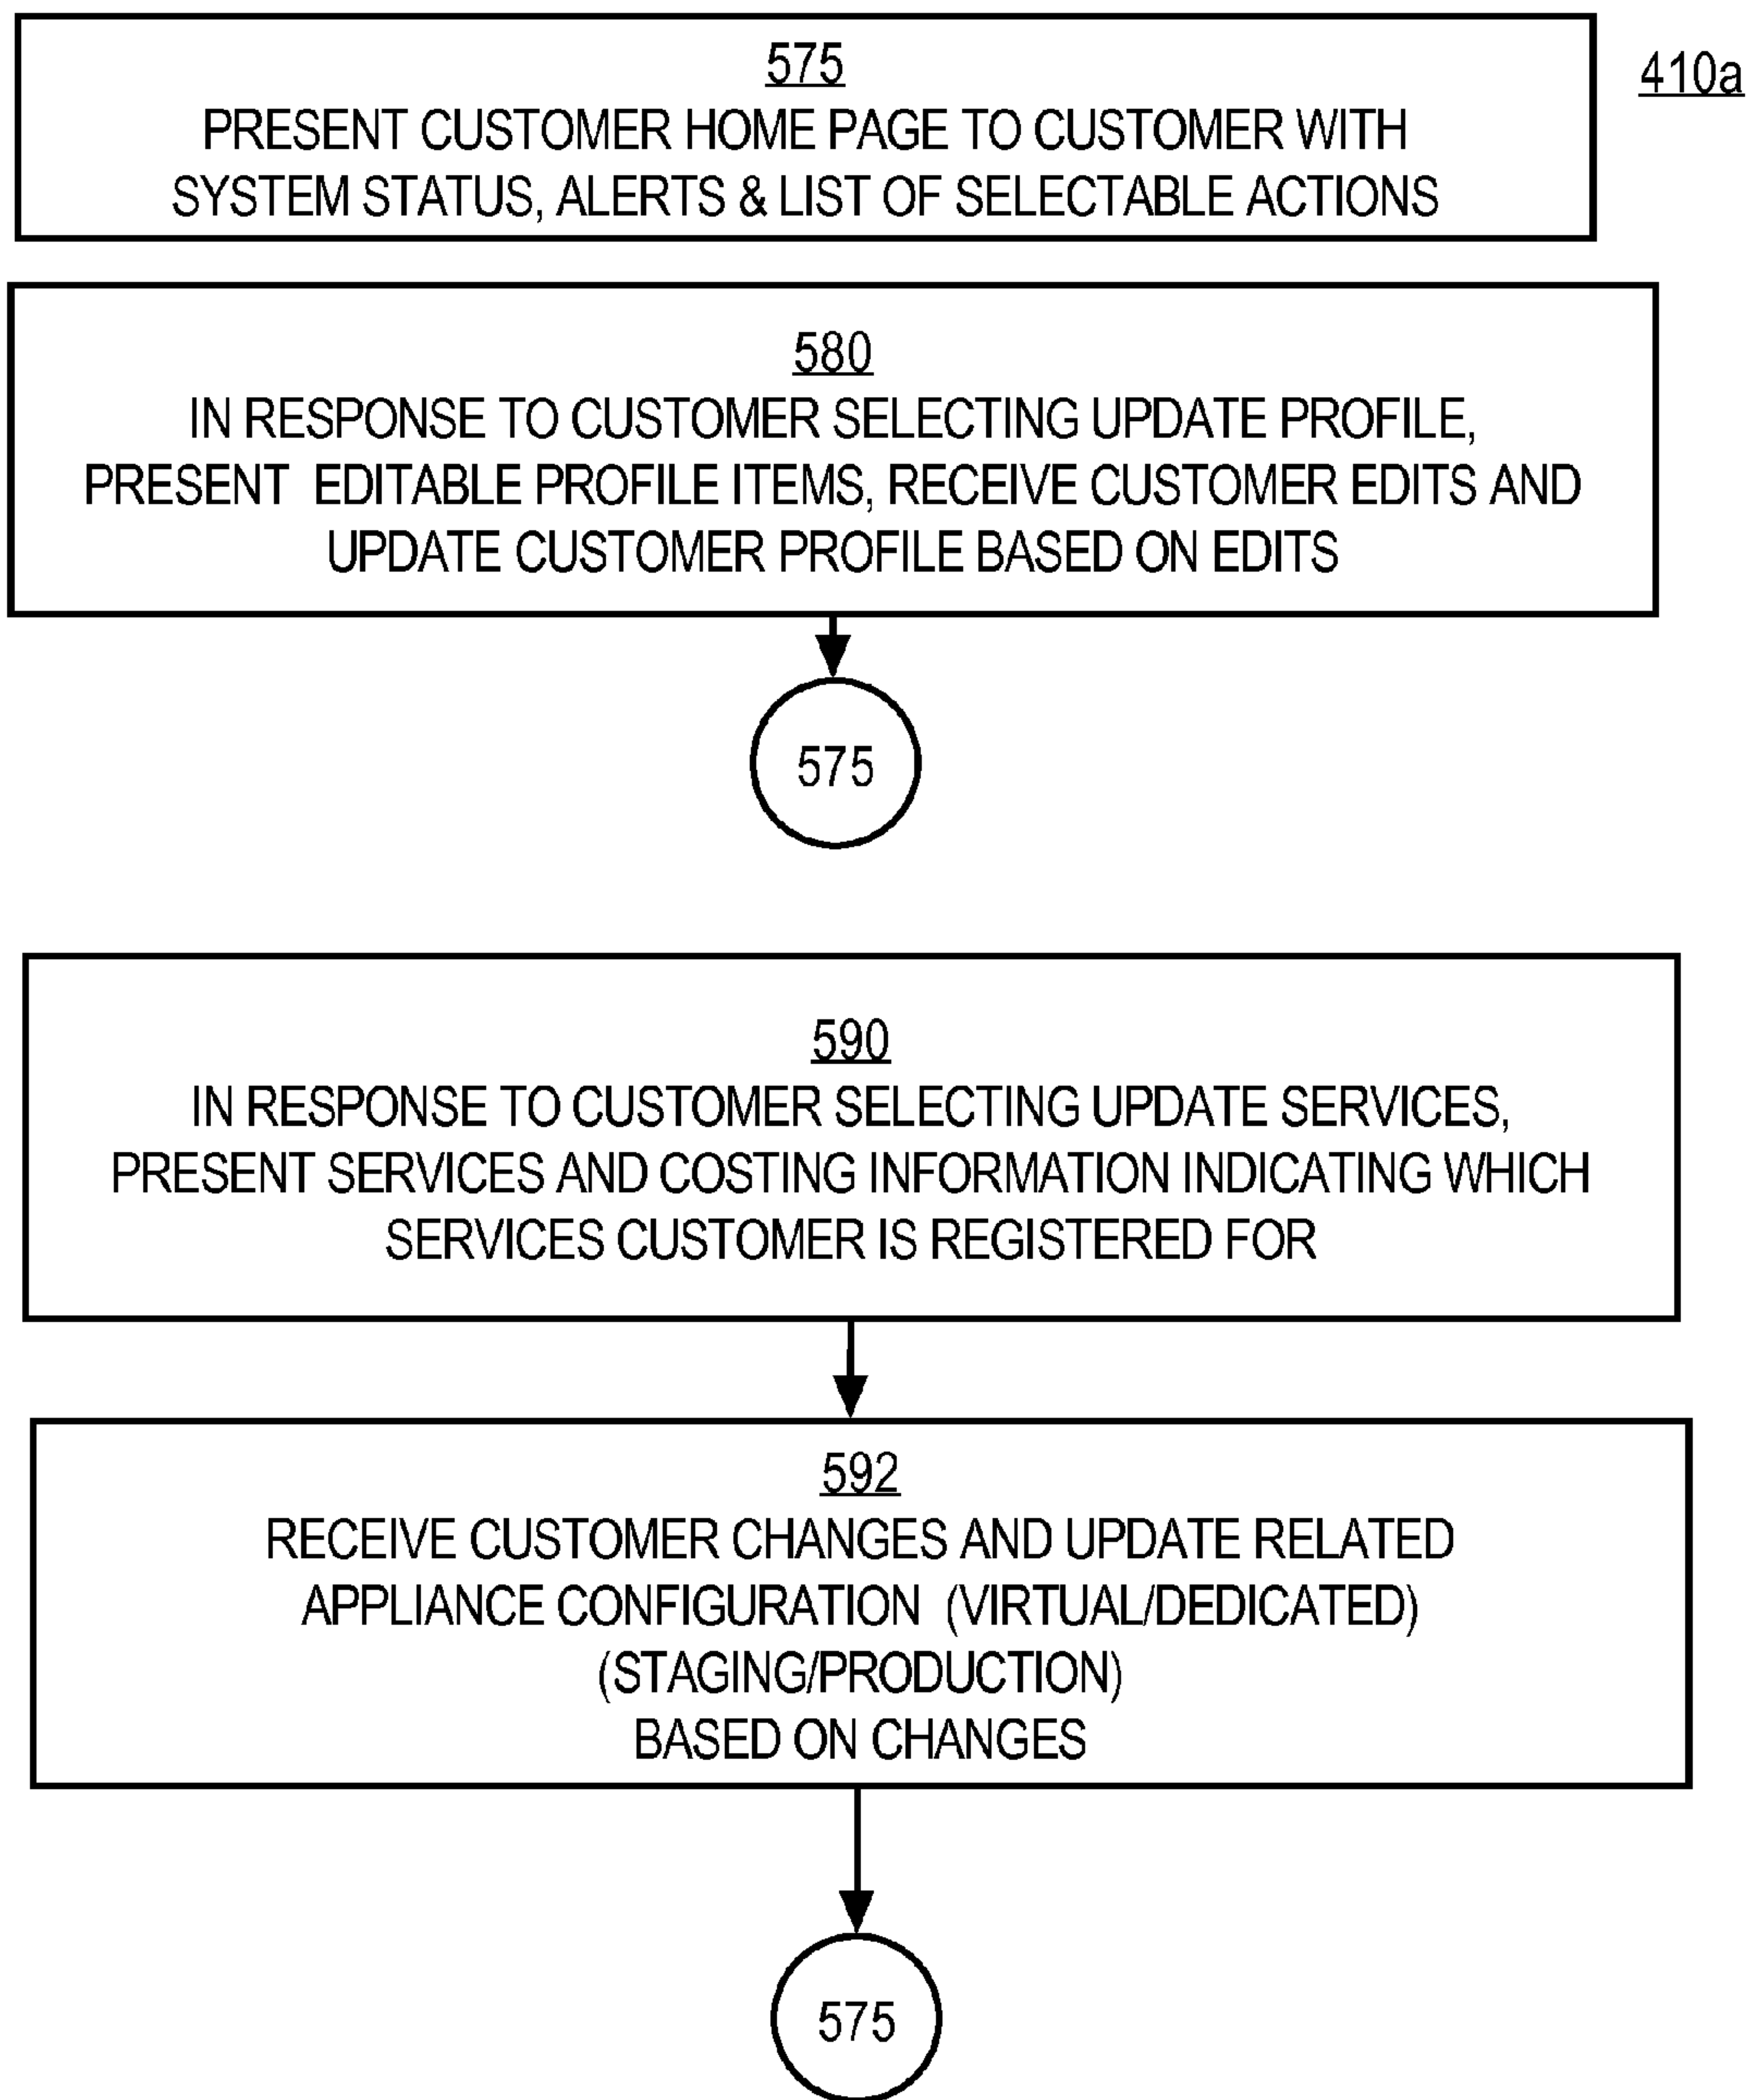 575
410a
PRESENT CUSTOMER HOME PAGE TO CUSTOMER WITH
SYSTEM STATUS, ALERTS & LIST OF SELECTABLE ACTIONS
580
IN RESPONSE TO CUSTOMER SELECTING UPDATE PROFILE,
PRESENT EDITABLE PROFILE ITEMS, RECEIVE CUSTOMER EDITS AND
UPDATE CUSTOMER PROFILE BASED ON EDITS
575
590
IN RESPONSE TO CUSTOMER SELECTING UPDATE SERVICES,
PRESENT SERVICES AND COSTING INFORMATION INDICATING WHICH
SERVICES CUSTOMER IS REGISTERED FOR
592
RECEIVE CUSTOMER CHANGES AND UPDATE RELATED
APPLIANCE CONFIGURATION (VIRTUAL/DEDICATED)
(STAGING/PRODUCTION)
BASED ON CHANGES
575